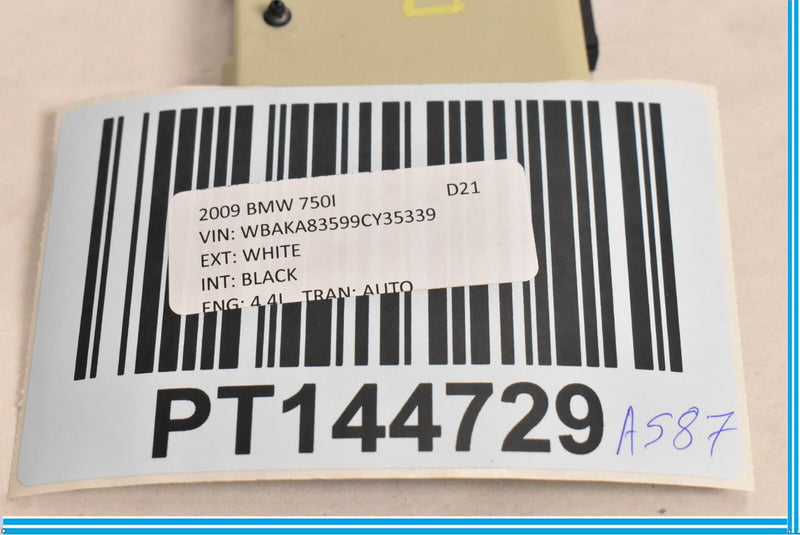 2009 BMW 750I D21
VIN: WBAKA83599CY35339
EXT: WHITE
INT: BLACK
ENG: 4.4L TRAN: AUTO
PT144729 A587